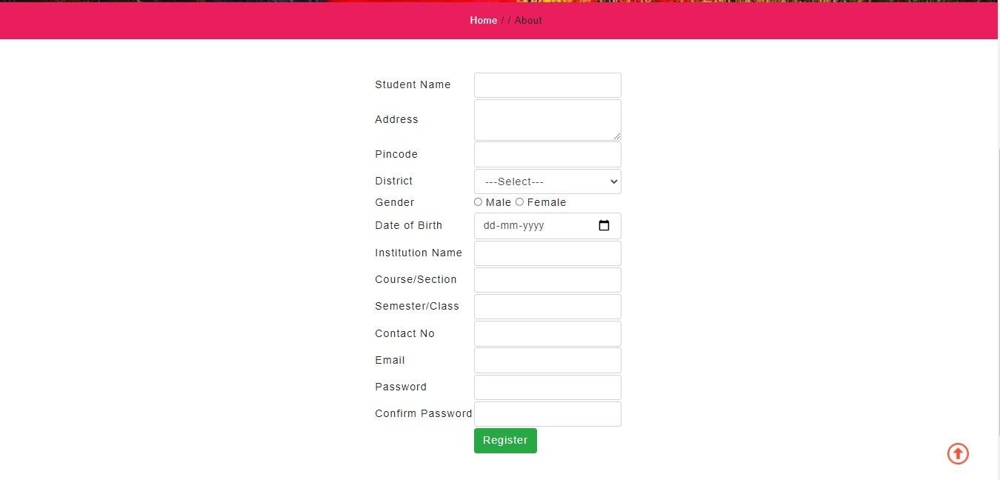 Home / / About
Student Name
Address
Pincode
District ---Select---
Gender Male Female
Date of Birth dd-mm-yyyy
Institution Name
Course/Section
Semester/Class
Contact No
Email
Password
Confirm Password
Register